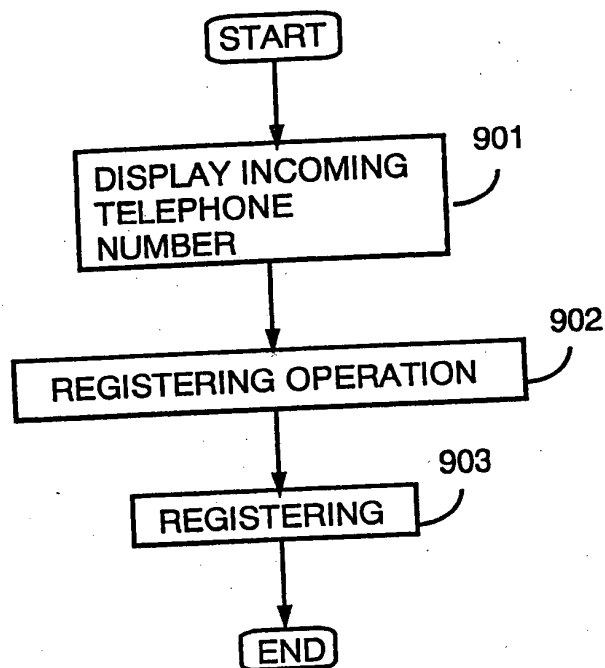 START
DISPLAY INCOMING
TELEPHONE
NUMBER
901
REGISTERING OPERATION
902
REGISTERING
903
END